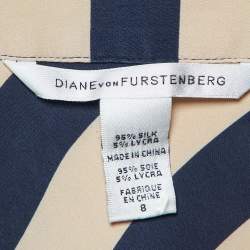 DIANE VON FURSTENBERG
95% SILK
5% LYCRA
MADE IN CHINA
95% SOIE
5% LYCRA
FABRIQUE
EN CHINE
8